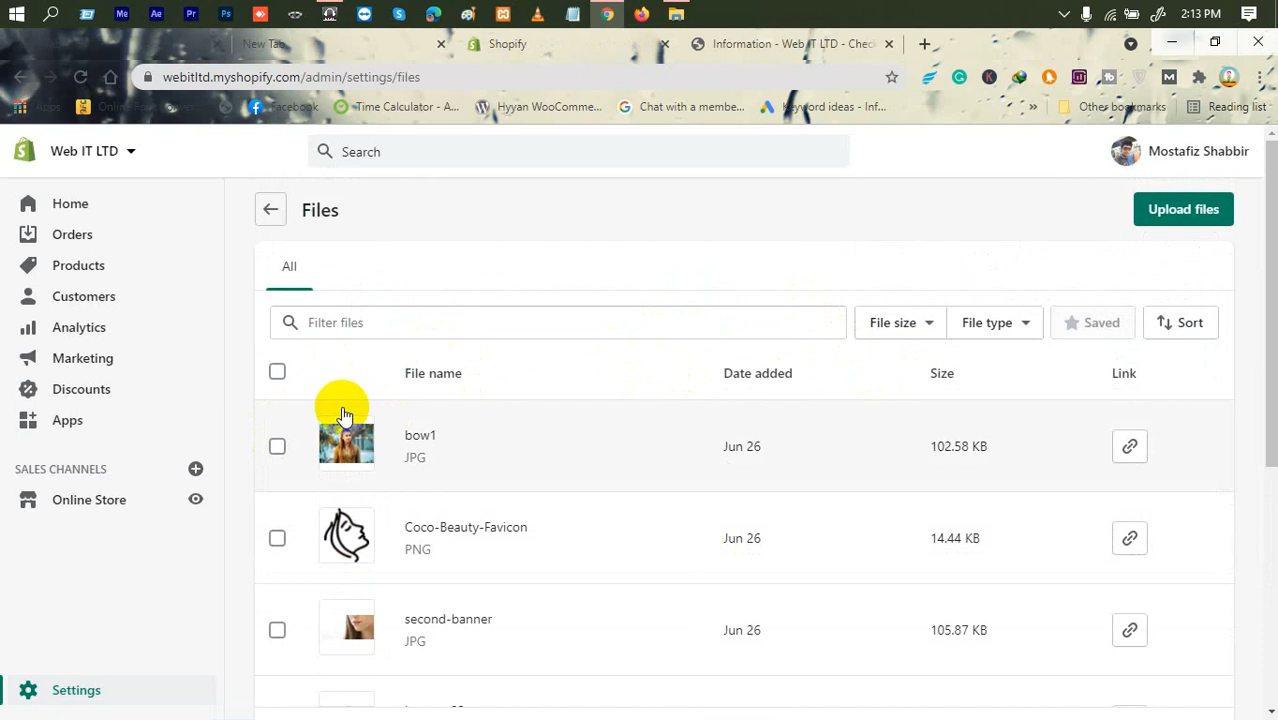 2:13 PM
New Tab
Shopify
Information - Web IT LTD - Chec
webitltd.myshopify.com/admin/settings/files
Apps
Facebook
Time Calculator - A...
Hyyan WooComme...
Chat with a membe...
Keyword ideas - Inf...
Other bookmarks
Reading list
Web IT LTD
Search
Mostafiz Shabbir
Home
Orders
Products
Customers
Analytics
Marketing
Discounts
Apps
SALES CHANNELS
Online Store
Settings
Files
Upload files
All
Filter files
File size
File type
Saved
Sort
File name
Date added
Size
Link
bow1
JPG
Jun 26
102.58 KB
Coco-Beauty-Favicon
PNG
Jun 26
14.44 KB
second-banner
JPG
Jun 26
105.87 KB